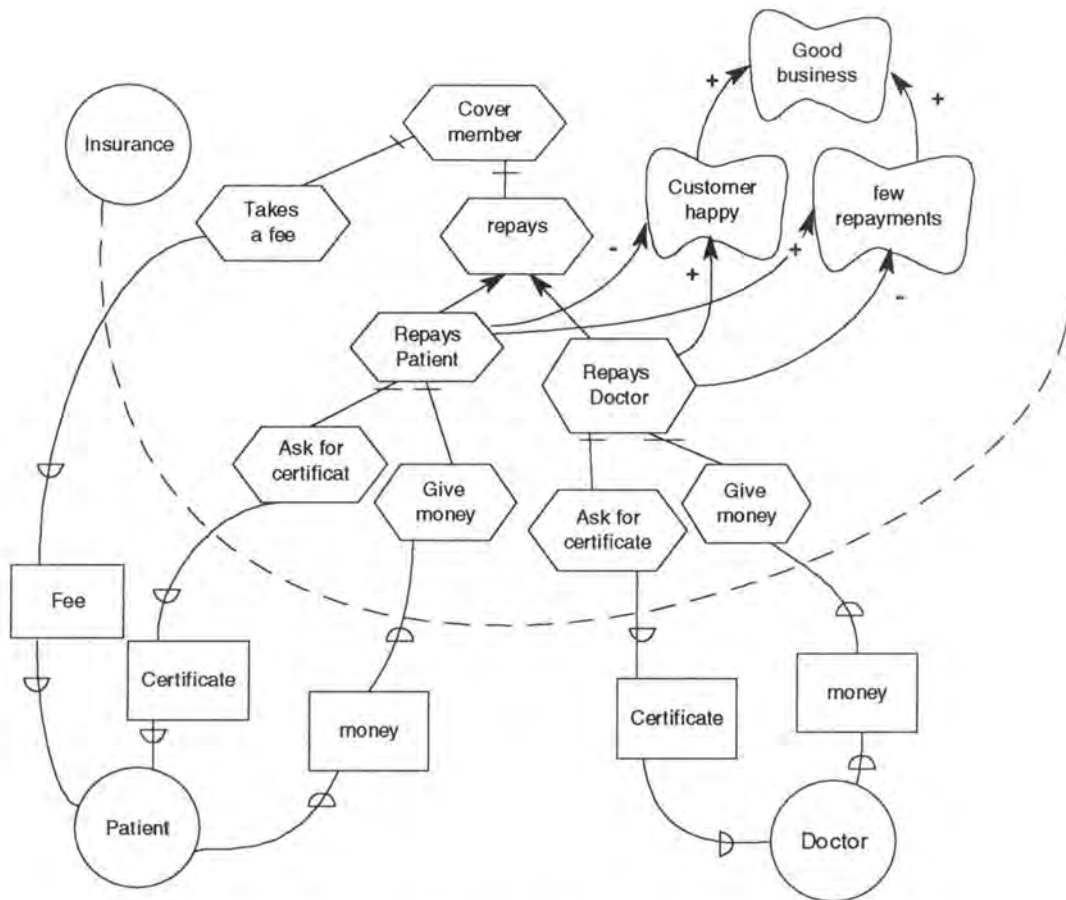 Good
business
+
+
Cover
member
Insurance
Customer
happy
few
repayments
Takes
a fee
repays
-
+
+
-
Repays
Patient
Repays
Doctor
Ask for
certificat
Give
money
Give
money
Ask for
certificate
Fee
Certificate
money
Certificate
money
Patient
Doctor